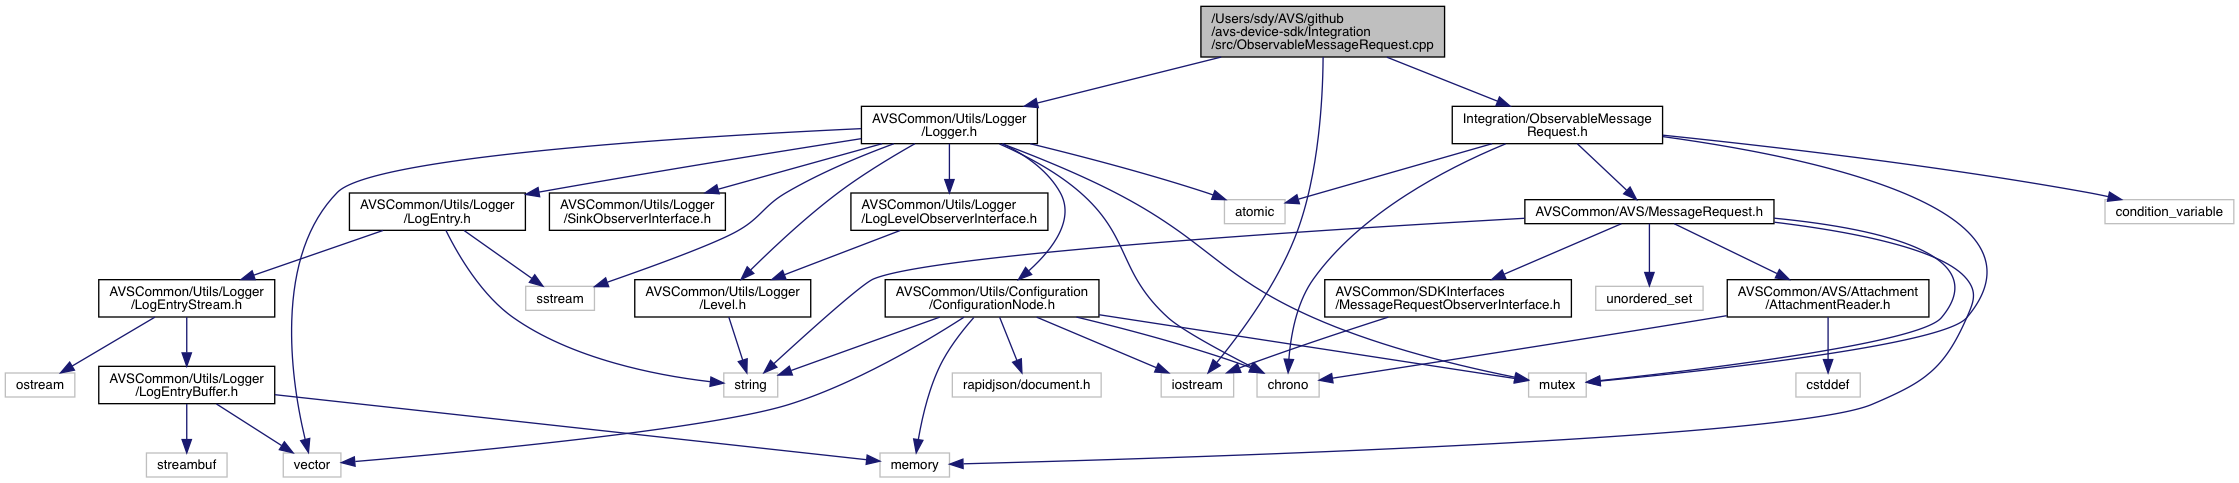 /Users/sdy/AVS/github
/avs-device-sdk/Integration
/src/ObservableMessageRequest.cpp
AVSCommon/Utils/Logger
/Logger.h
Integration/ObservableMessage
Request.h
AVSCommon/Utils/Logger
/LogEntry.h
AVSCommon/Utils/Logger
/SinkObserverInterface.h
AVSCommon/Utils/Logger
/LogLevelObserverInterface.h
atomic
AVSCommon/AVS/MessageRequest.h
condition_variable
AVSCommon/Utils/Logger
/LogEntryStream.h
sstream
AVSCommon/Utils/Logger
/Level.h
AVSCommon/Utils/Configuration
/ConfigurationNode.h
AVSCommon/SDKInterfaces
/MessageRequestObserverInterface.h
unordered_set
AVSCommon/AVS/Attachment
/AttachmentReader.h
ostream
AVSCommon/Utils/Logger
/LogEntryBuffer.h
string
rapidjson/document.h
iostream
chrono
mutex
cstddef
streambuf
vector
memory